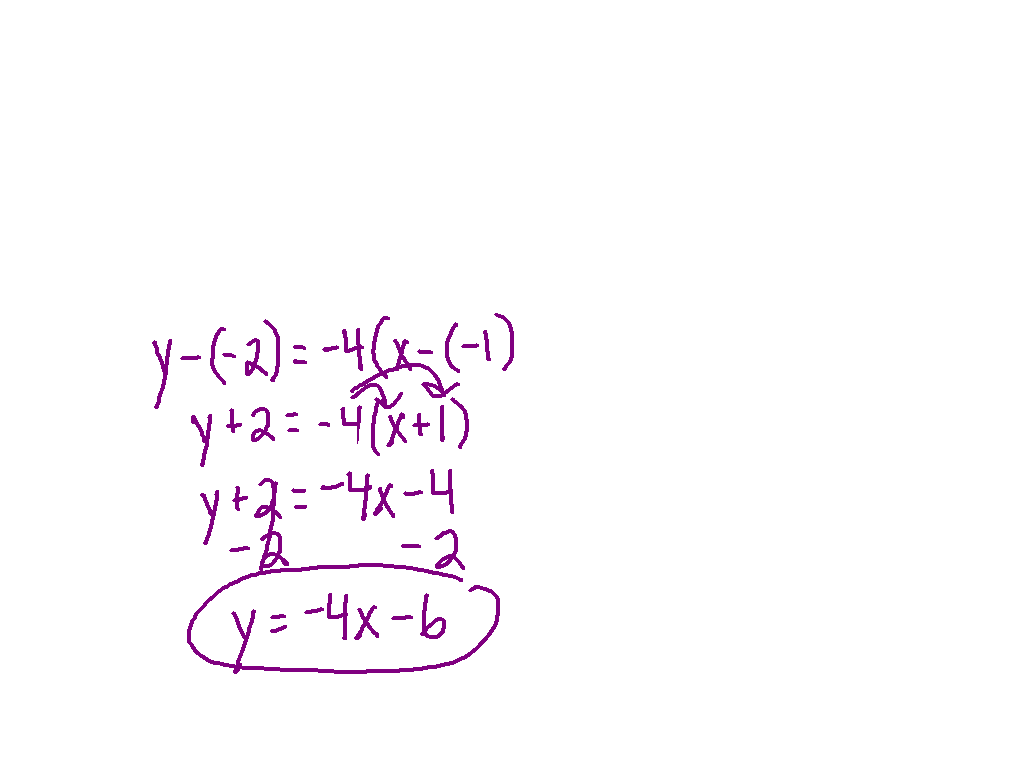 y-(-2)=-4(x-(-1)
y+2=-4(x+1)
y+2=-4x-4
-2 -2
y=-4x-6